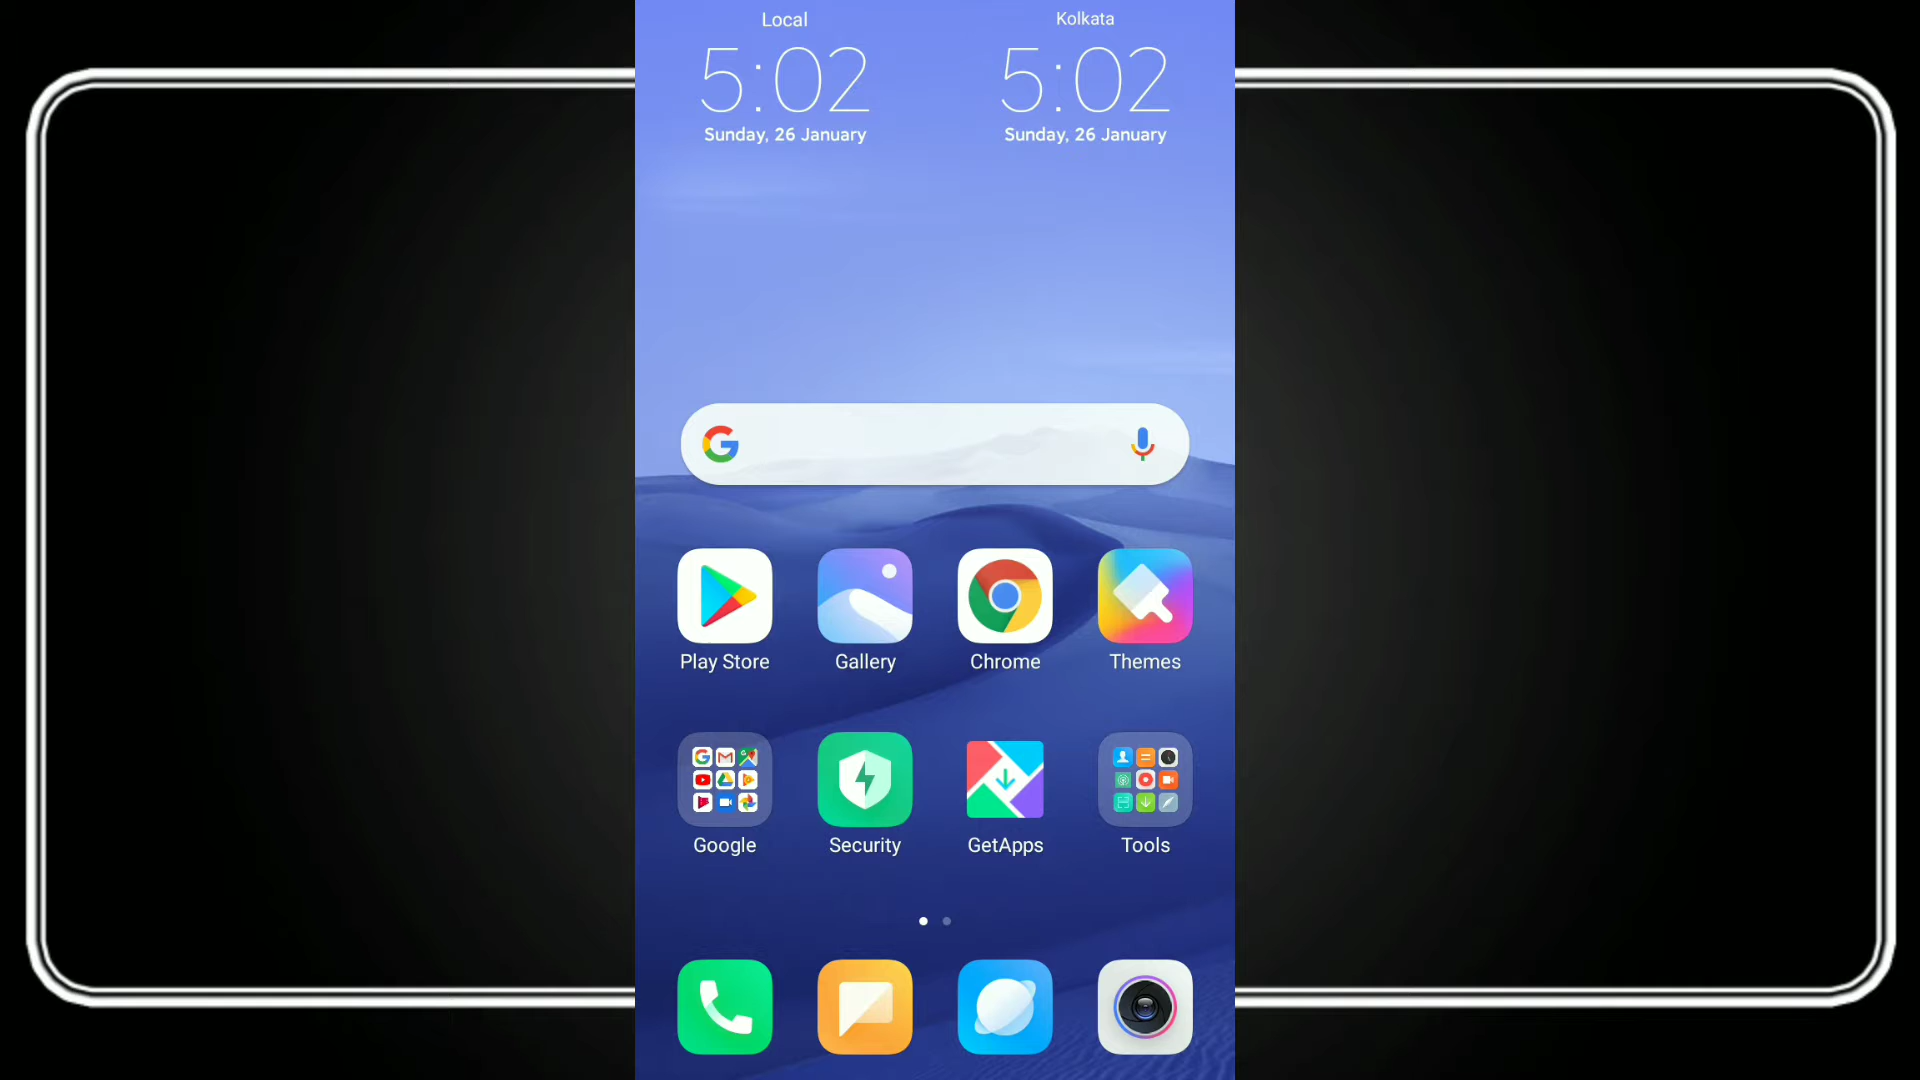 Local Kolkata
5:02 5:02
Sunday, 26 January Sunday, 26 January
Play Store Gallery Chrome Themes
Google Security GetApps Tools